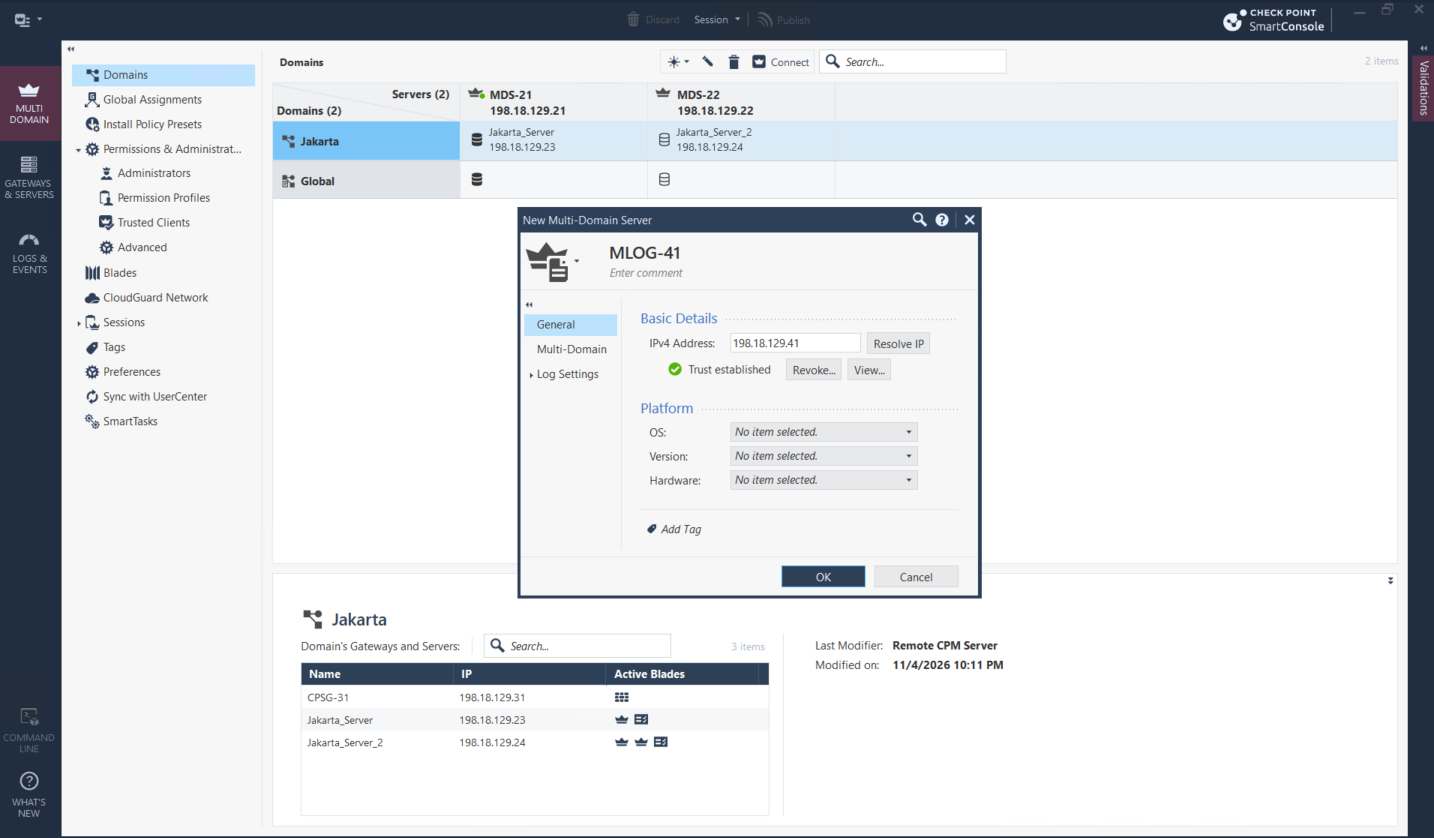 Discard
Session
Publish
CHECK POINT
SmartConsole
MULTI
DOMAIN
GATEWAYS
& SERVERS
LOGS &
EVENTS
COMMAND
LINE
WHAT'S
NEW
Domains
Global Assignments
Install Policy Presets
Permissions & Administrat...
Administrators
Permission Profiles
Trusted Clients
Advanced
Blades
CloudGuard Network
Sessions
Tags
Preferences
Sync with UserCenter
SmartTasks
Domains
Connect
Search...
2 items
Validations
Servers (2)
Domains (2)
MDS-21
198.18.129.21
MDS-22
198.18.129.22
Jakarta
Jakarta_Server
198.18.129.23
Jakarta_Server_2
198.18.129.24
Global
New Multi-Domain Server
MLOG-41
Enter comment
General
Multi-Domain
Log Settings
Basic Details
IPv4 Address:
198.18.129.41
Resolve IP
Trust established
Revoke...
View...
Platform
OS:
No item selected.
Version:
No item selected.
Hardware:
No item selected.
Add Tag
OK
Cancel
Jakarta
Domain's Gateways and Servers:
Search...
3 items
Name
IP
Active Blades
CPSG-31
198.18.129.31
Jakarta_Server
198.18.129.23
Jakarta_Server_2
198.18.129.24
Last Modifier:
Remote CPM Server
Modified on:
11/4/2026 10:11 PM